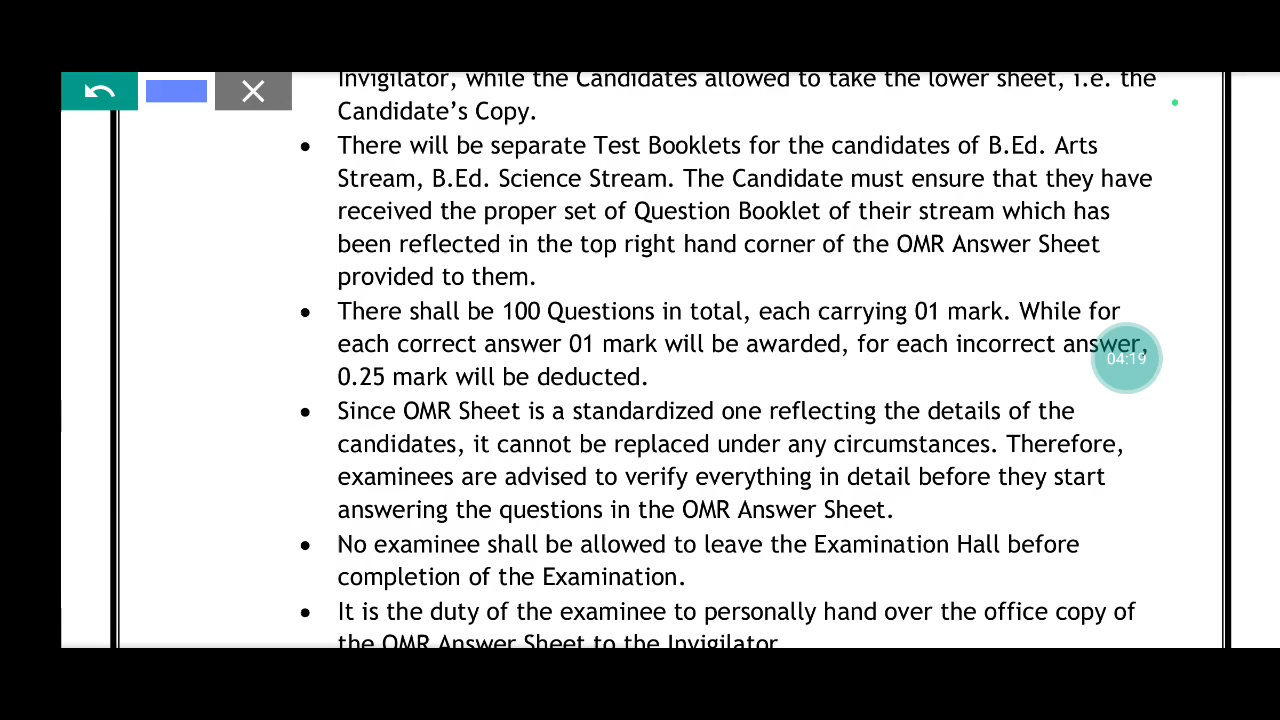 Invigilator, while the Candidates allowed to take the lower sheet, i.e. the
Candidate’s Copy.
• There will be separate Test Booklets for the candidates of B.Ed. Arts
Stream, B.Ed. Science Stream. The Candidate must ensure that they have
received the proper set of Question Booklet of their stream which has
been reflected in the top right hand corner of the OMR Answer Sheet
provided to them.
• There shall be 100 Questions in total, each carrying 01 mark. While for
each correct answer 01 mark will be awarded, for each incorrect answer,
04:19
0.25 mark will be deducted.
• Since OMR Sheet is a standardized one reflecting the details of the
candidates, it cannot be replaced under any circumstances. Therefore,
examinees are advised to verify everything in detail before they start
answering the questions in the OMR Answer Sheet.
• No examinee shall be allowed to leave the Examination Hall before
completion of the Examination.
• It is the duty of the examinee to personally hand over the office copy of
the OMR Answer Sheet to the Invigilator